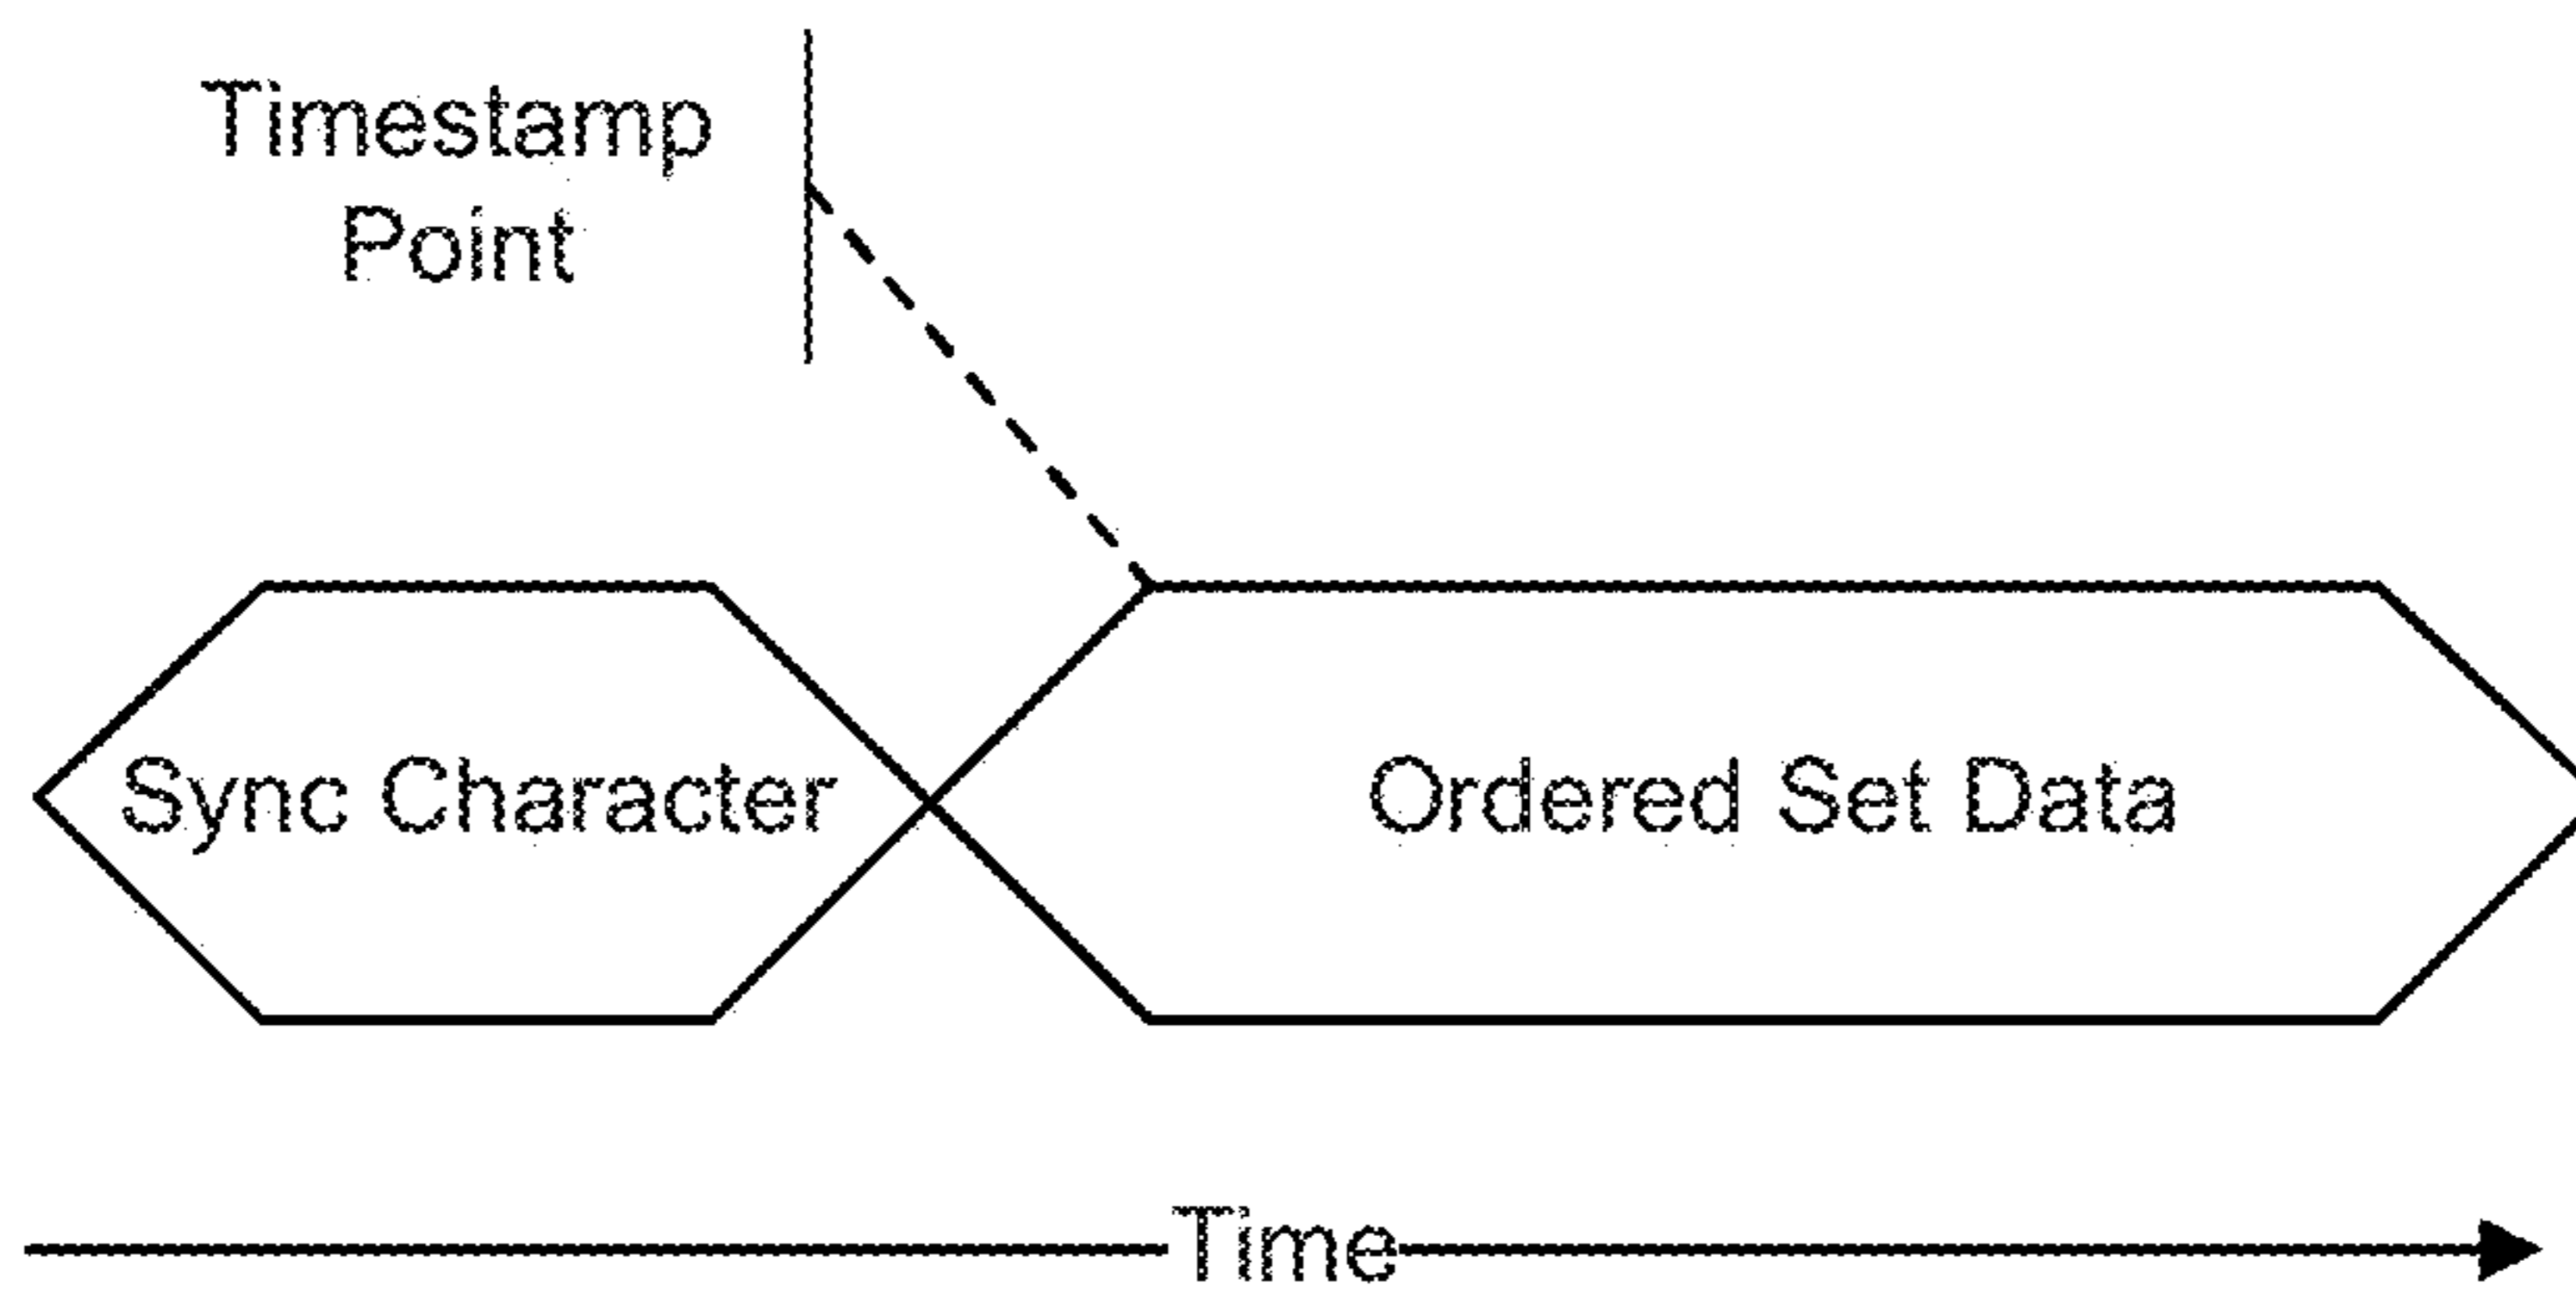 Timestamp
Point
Sync Character
Ordered Set Data
Time